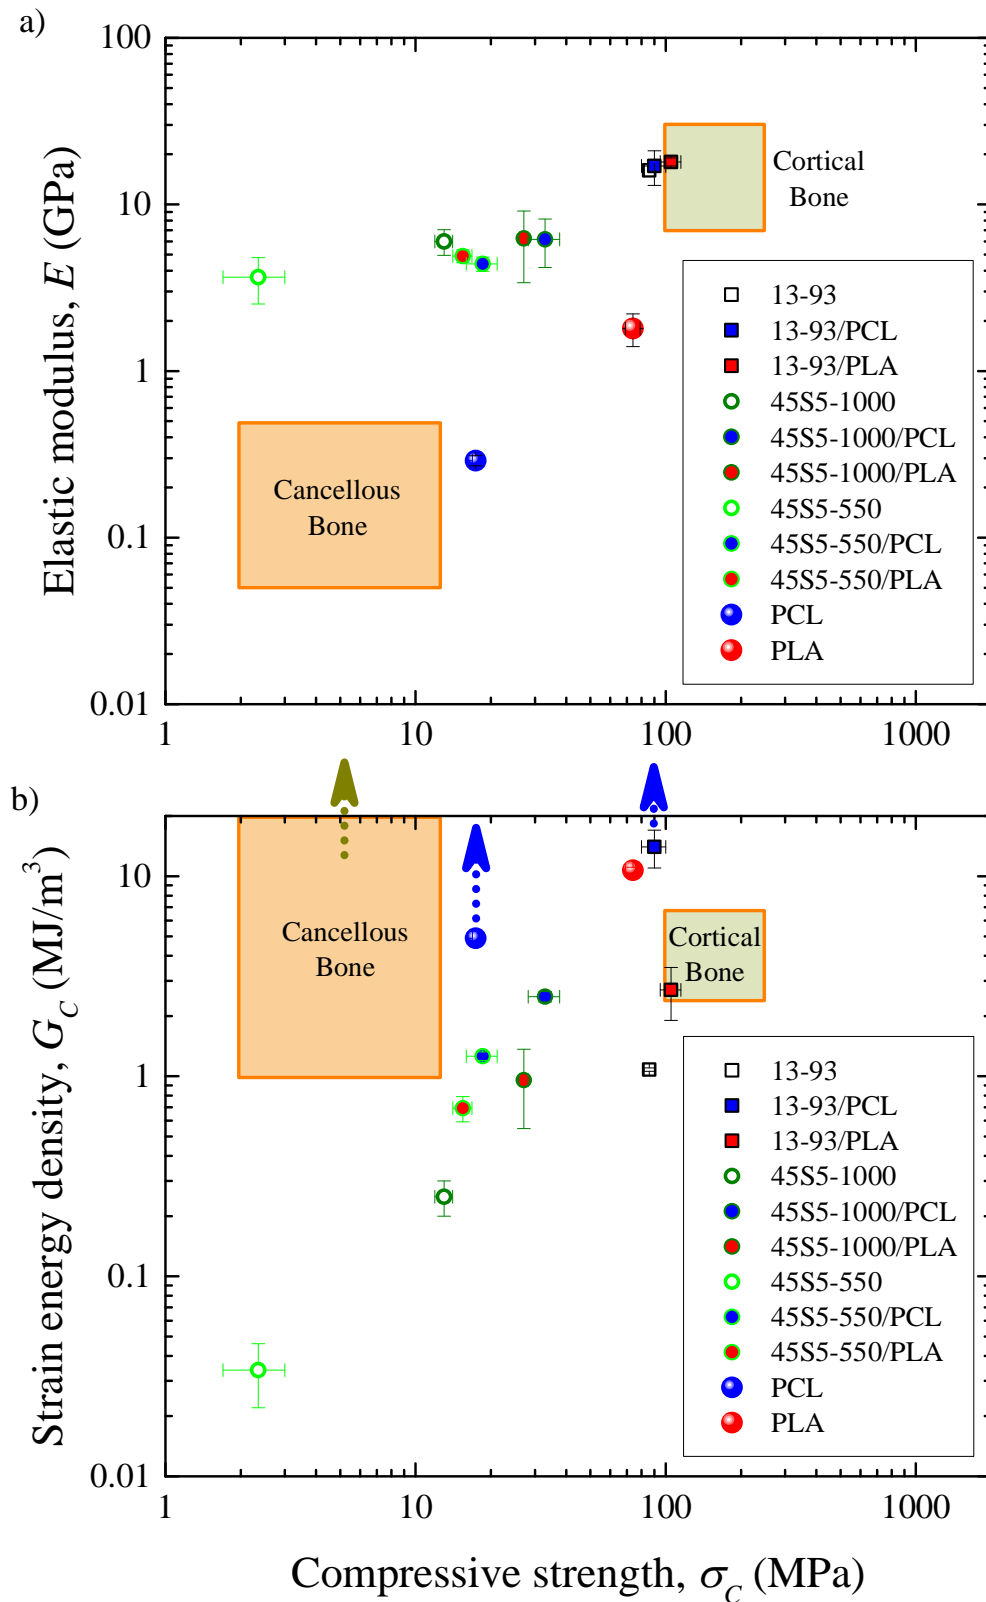 a)
100
10
1
0.1
0.01
Elastic modulus, E (GPa)
Cortical
Bone
Cancellous
Bone
13-93
13-93/PCL
13-93/PLA
45S5-1000
45S5-1000/PCL
45S5-1000/PLA
45S5-550
45S5-550/PCL
45S5-550/PLA
PCL
PLA
1 10 100 1000
b)
10
1
0.1
0.01
Strain energy density, G_C (MJ/m³)
Cancellous
Bone
Cortical
Bone
13-93
13-93/PCL
13-93/PLA
45S5-1000
45S5-1000/PCL
45S5-1000/PLA
45S5-550
45S5-550/PCL
45S5-550/PLA
PCL
PLA
1 10 100 1000
Compressive strength, σ_C (MPa)